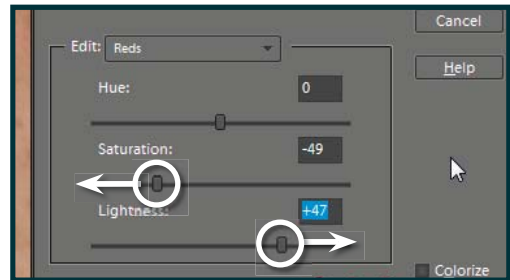 Cancel
Edit: Reds
Help
Hue: 0
Saturation: -49
Lightness: +47
Colorize